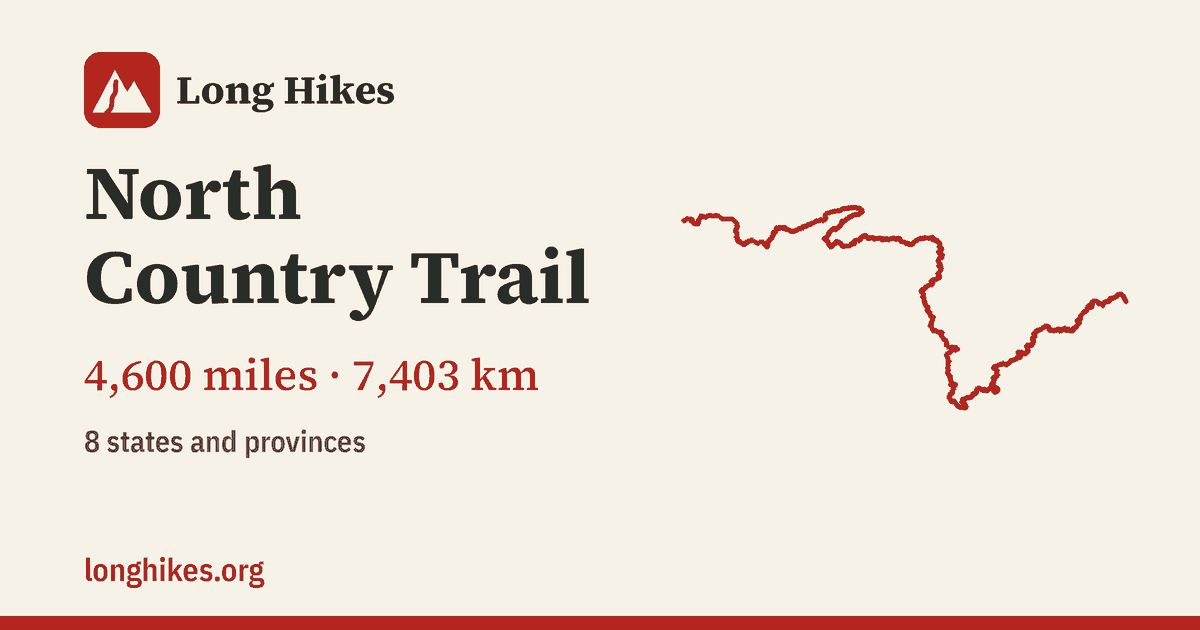 Long Hikes
North
Country Trail
4,600 miles · 7,403 km
8 states and provinces
longhikes.org